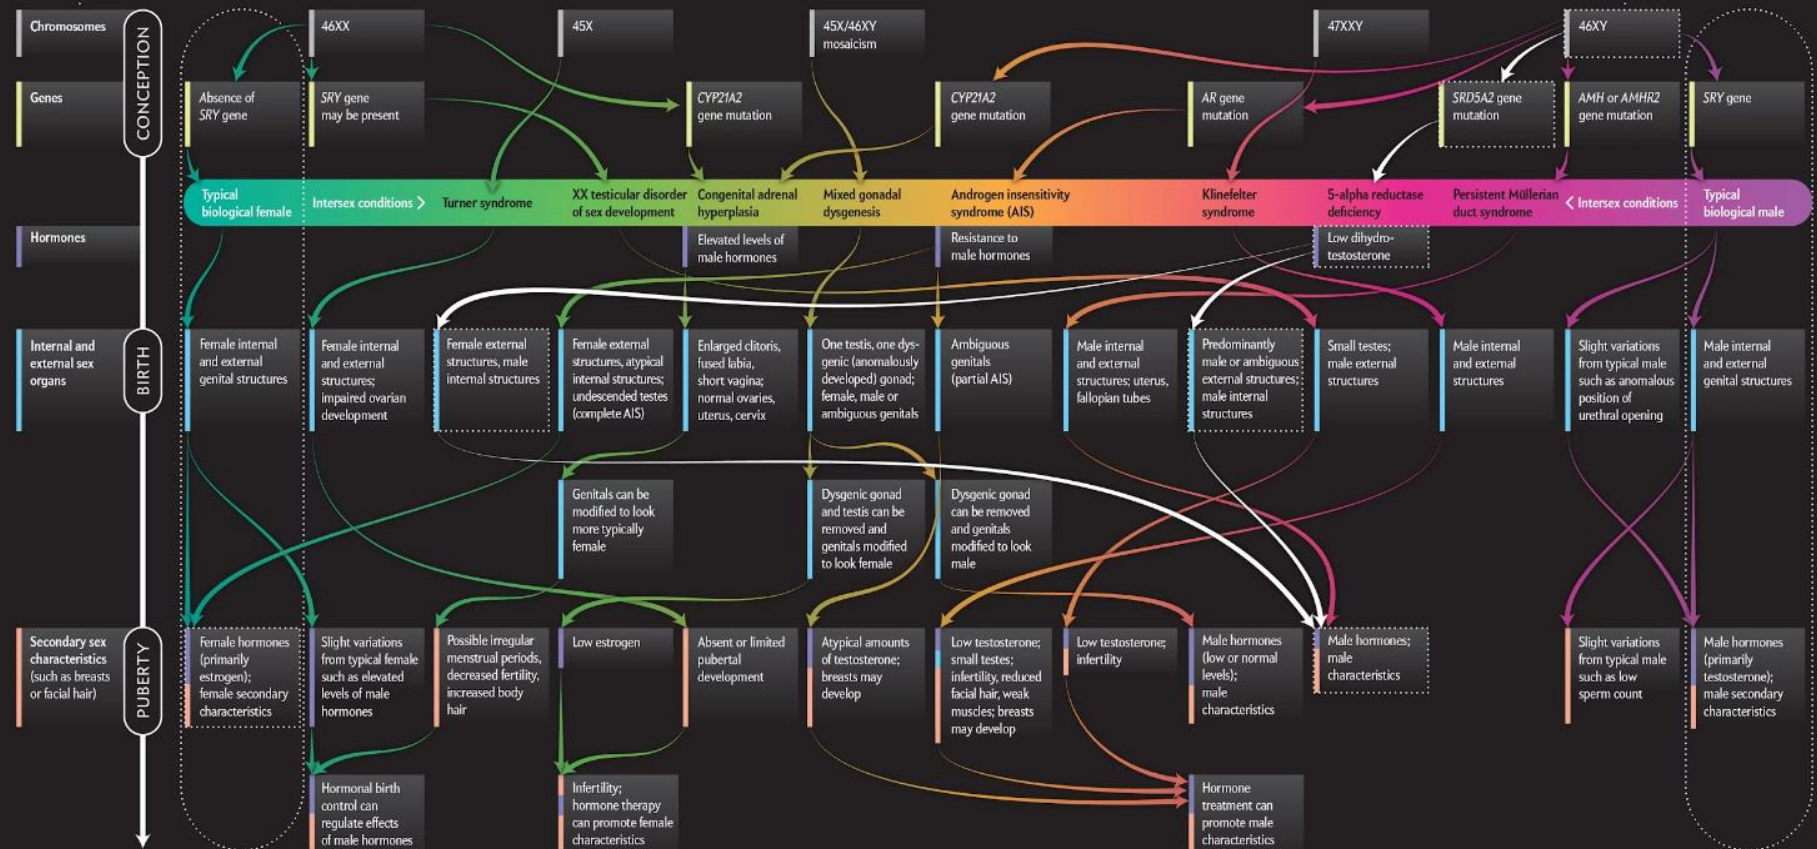 Chromosomes
46XX
45X
45X/46XY
mosaicism
47XXY
46XY
CONCEPTION
Genes
Absence of
SRY gene
SRY gene
may be present
CYP21A2
gene mutation
CYP21A2
gene mutation
AR gene
mutation
SRD5A2 gene
mutation
AMH or AMHR2
gene mutation
SRY gene
Typical
biological female
Intersex conditions >
Turner syndrome
XX testicular disorder
of sex development
Congenital adrenal
hyperplasia
Mixed gonadal
dysgenesis
Androgen insensitivity
syndrome (AIS)
Klinefelter
syndrome
5-alpha reductase
deficiency
Persistent Müllerian
duct syndrome
< Intersex conditions
Typical
biological male
Hormones
Elevated levels of
male hormones
Resistance to
male hormones
Low dihydro-
testosterone
BIRTH
Internal and
external sex
organs
Female internal
and external
genital structures
Female internal
and external
structures;
impaired ovarian
development
Female external
structures, male
internal structures
Female external
structures, atypical
internal structures;
undescended testes
(complete AIS)
Enlarged clitoris,
fused labia,
short vagina;
normal ovaries,
uterus, cervix
One testis, one dys-
genic (anomalously
developed) gonad;
female, male or
ambiguous genitals
Ambiguous
genitals
(partial AIS)
Male internal
and external
structures; uterus,
fallopian tubes
Predominantly
male or ambiguous
external structures;
male internal
structures
Small testes;
male external
structures
Male internal
and external
structures
Slight variations
from typical male
such as anomalous
position of
urethral opening
Male internal
and external
genital structures
Genitals can be
modified to look
more typically
female
Dysgenic gonad
and testis can be
removed and
genitals modified
to look female
Dysgenic gonad
can be removed
and genitals
modified to look
male
PUBERTY
Secondary sex
characteristics
(such as breasts
or facial hair)
Female hormones
(primarily
estrogen);
female secondary
characteristics
Slight variations
from typical female
such as elevated
levels of male
hormones
Possible irregular
menstrual periods,
decreased fertility,
increased body
hair
Low estrogen
Absent or limited
pubertal
development
Atypical amounts
of testosterone;
breasts may
develop
Low testosterone;
small testes;
infertility, reduced
facial hair, weak
muscles; breasts
may develop
Low testosterone;
infertility
Male hormones
(low or normal
levels);
male
characteristics
Male hormones;
male
characteristics
Slight variations
from typical male
such as low
sperm count
Male hormones
(primarily
testosterone);
male secondary
characteristics
Hormonal birth
control can
regulate effects
of male hormones
Infertility;
hormone therapy
can promote female
characteristics
Hormone
treatment can
promote male
characteristics